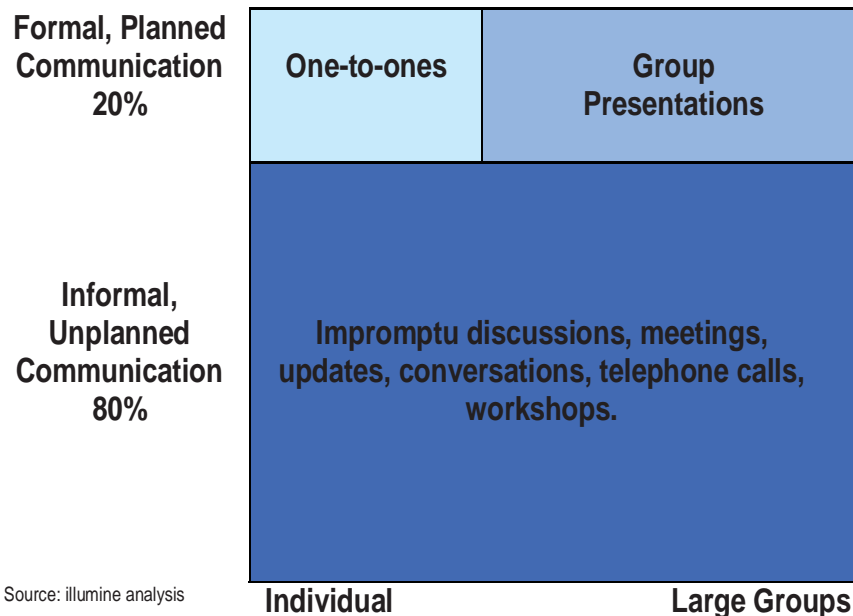 Formal, Planned
Communication
20%
One-to-ones
Group
Presentations
Informal,
Unplanned
Communication
80%
Impromptu discussions, meetings,
updates, conversations, telephone calls,
workshops.
Source: illumine analysis
Individual
Large Groups